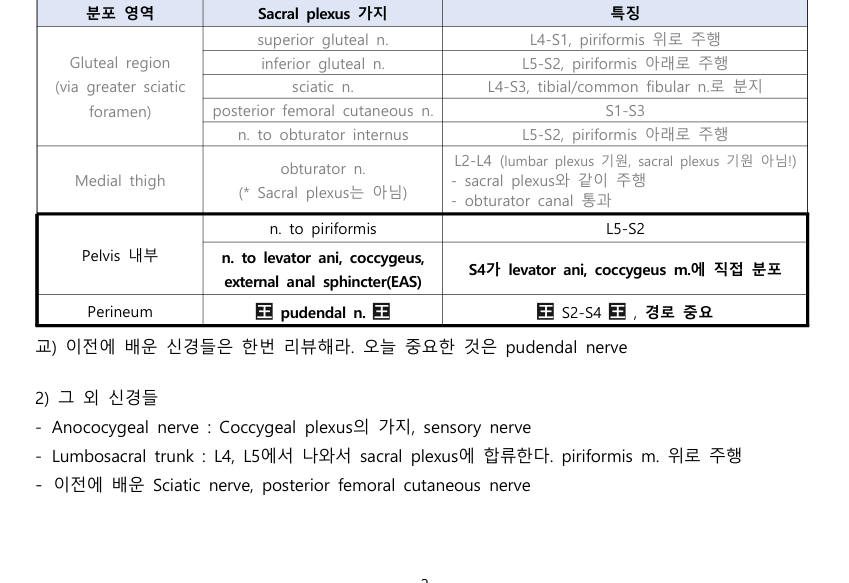 분포 영역 Sacral plexus 가지 특징
Gluteal region
(via greater sciatic
foramen)
superior gluteal n. L4-S1, piriformis 위로 주행
inferior gluteal n. L5-S2, piriformis 아래로 주행
sciatic n. L4-S3, tibial/common fibular n.로 분지
posterior femoral cutaneous n. S1-S3
n. to obturator internus L5-S2, piriformis 아래로 주행
Medial thigh
obturator n.
(* Sacral plexus는 아님)
L2-L4 (lumbar plexus 기원, sacral plexus 기원 아님!)
- sacral plexus와 같이 주행
- obturator canal 통과
Pelvis 내부
n. to piriformis L5-S2
n. to levator ani, coccygeus,
external anal sphincter(EAS)
S4가 levator ani, coccygeus m.에 직접 분포
Perineum pudendal n. S2-S4 , 경로 중요
교) 이전에 배운 신경들은 한번 리뷰해라. 오늘 중요한 것은 pudendal nerve
2) 그 외 신경들
- Anococygeal nerve : Coccygeal plexus의 가지, sensory nerve
- Lumbosacral trunk : L4, L5에서 나와서 sacral plexus에 합류한다. piriformis m. 위로 주행
- 이전에 배운 Sciatic nerve, posterior femoral cutaneous nerve